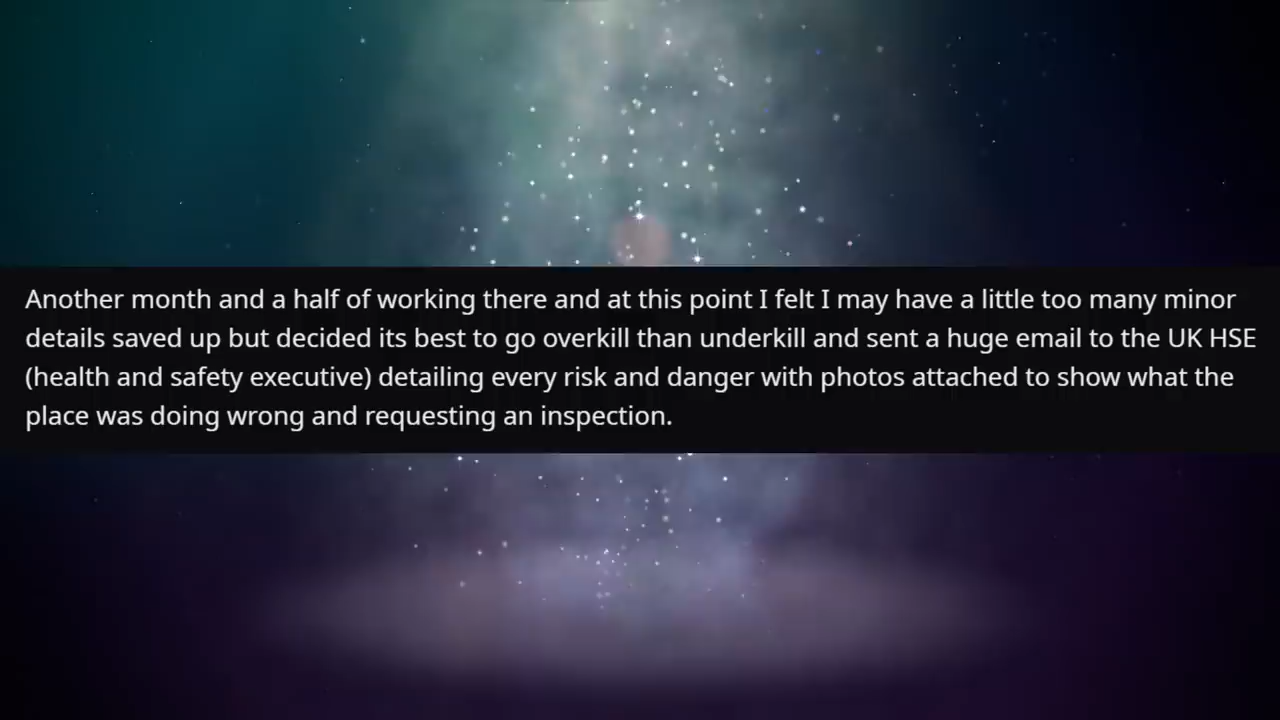 Another month and a half of working there and at this point I felt I may have a little too many minor
details saved up but decided its best to go overkill than underkill and sent a huge email to the UK HSE
(health and safety executive) detailing every risk and danger with photos attached to show what the
place was doing wrong and requesting an inspection.